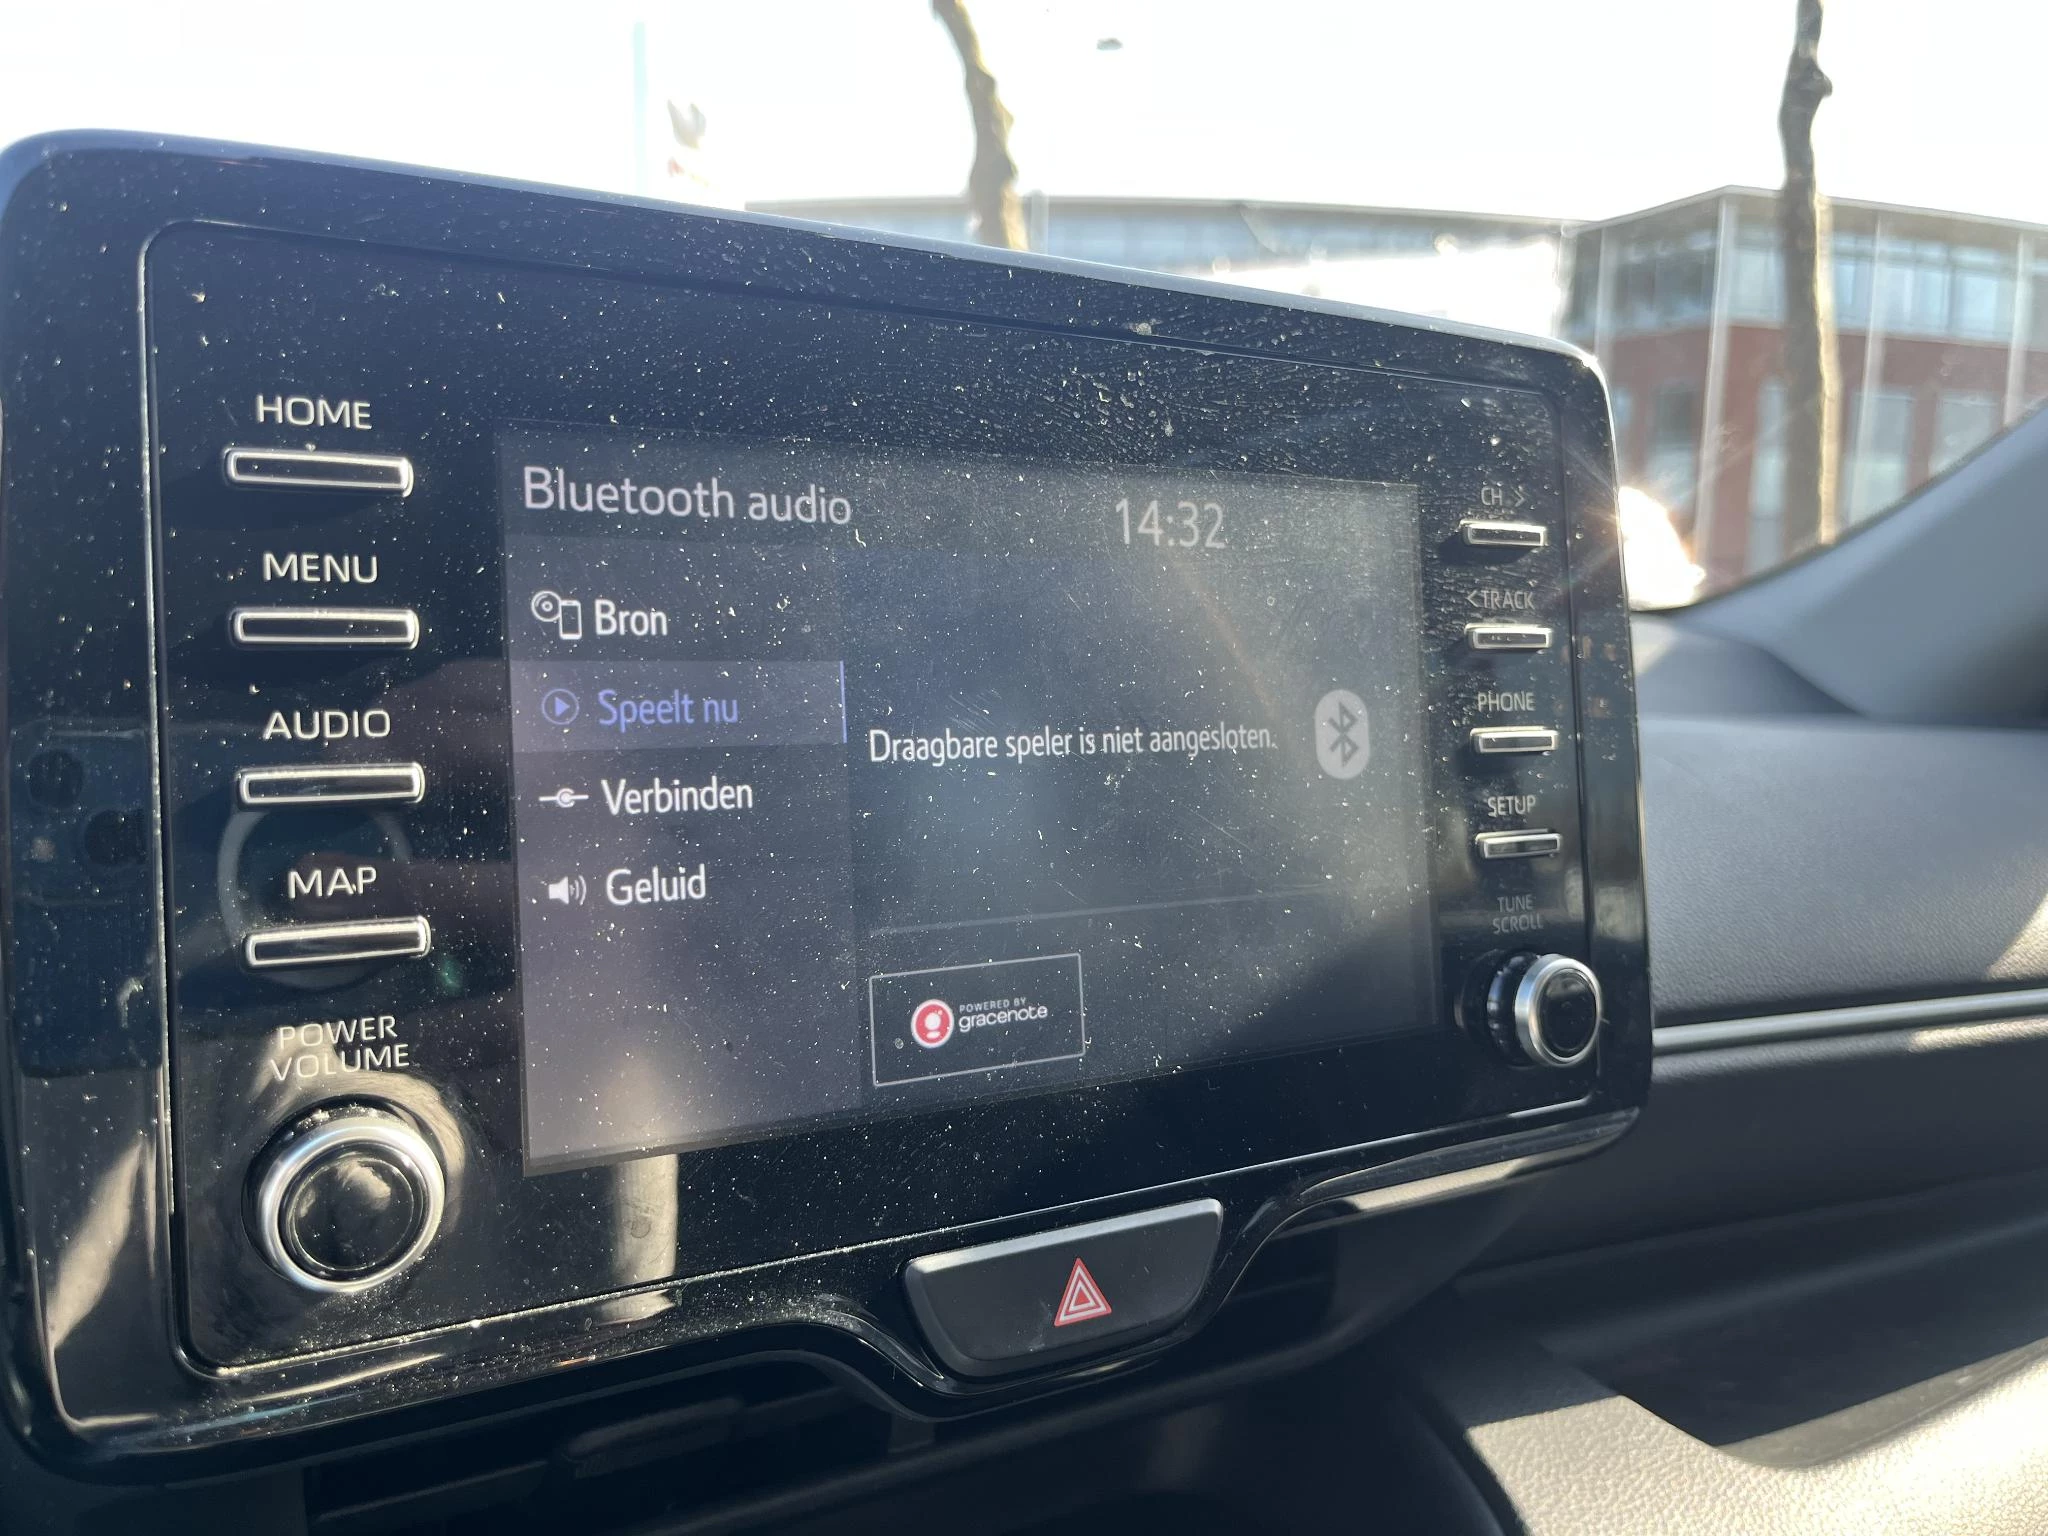 HOME
MENU
AUDIO
MAP
POWER
VOLUME
Bluetooth audio
14:32
Bron
Speelt nu
Verbinden
Geluid
Draagbare speler is niet aangesloten.
POWERED BY
gracenote
CH >
< TRACK
PHONE
SETUP
TUNE
SCROLL